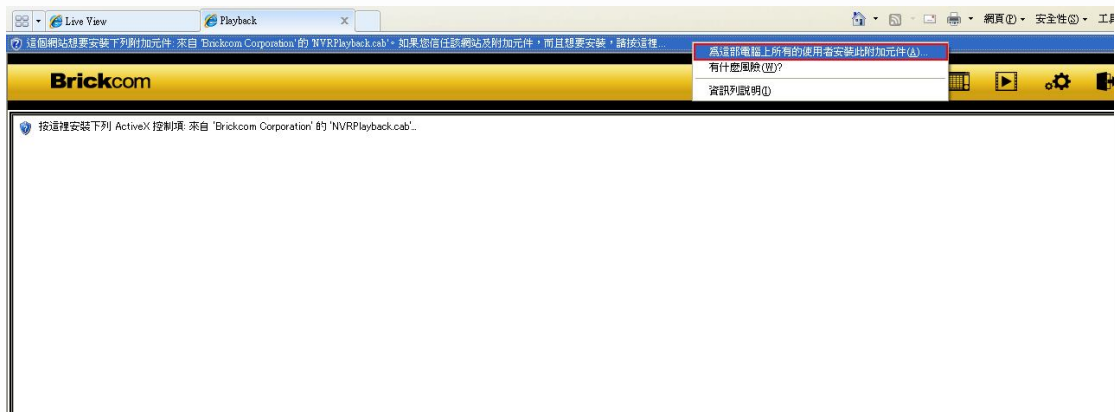 Live View
Playback
X
網頁(P)
安全性(S)
這個網站想要安裝下列附加元件: 來自 'Brickcom Corporation'的 'NVRPlayback.cab'。如果您信任該網站及附加元件，而且想要安裝，請按這裡...
為這部電腦上所有的使用者安裝此附加元件(A)...
有什麼風險(W)?
資訊列說明(I)
Brickcom
按這裡安裝下列 ActiveX 控制項: 來自 'Brickcom Corporation' 的 'NVRPlayback.cab'...